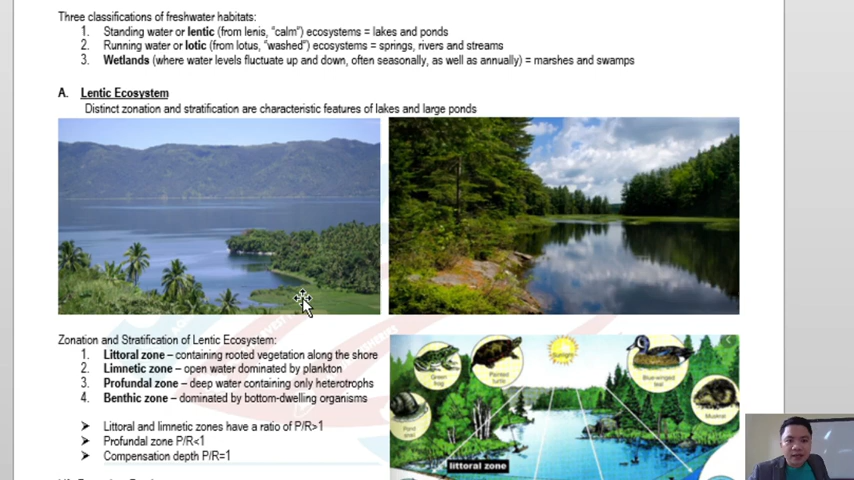 Three classifications of freshwater habitats:
1. Standing water or lentic (from lenis, “calm”) ecosystems = lakes and ponds
2. Running water or lotic (from lotus, “washed”) ecosystems = springs, rivers and streams
3. Wetlands (where water levels fluctuate up and down, often seasonally, as well as annually) = marshes and swamps
A. Lentic Ecosystem
Distinct zonation and stratification are characteristic features of lakes and large ponds
Zonation and Stratification of Lentic Ecosystem:
1. Littoral zone – containing rooted vegetation along the shore
2. Limnetic zone – open water dominated by plankton
3. Profundal zone – deep water containing only heterotrophs
4. Benthic zone – dominated by bottom-dwelling organisms
➢ Littoral and limnetic zones have a ratio of P/R>1
➢ Profundal zone P/R<1
➢ Compensation depth P/R=1
Green
frog
Painted
turtle
Sunlight
Blue-winged
teal
Muskrat
Pond
snail
littoral zone